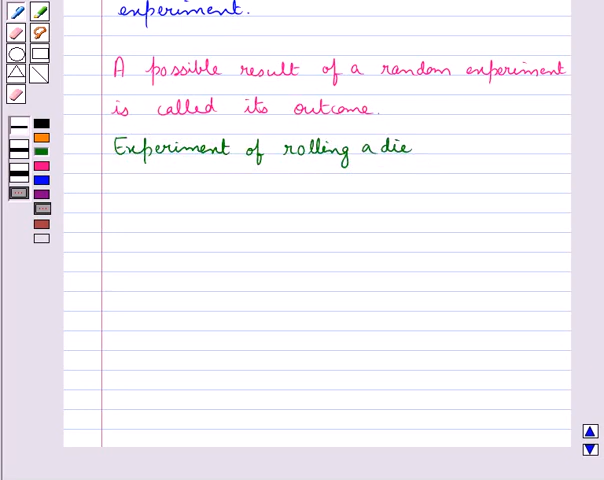 experiment.
A possible result of a random experiment
is called its outcome.
Experiment of rolling a die